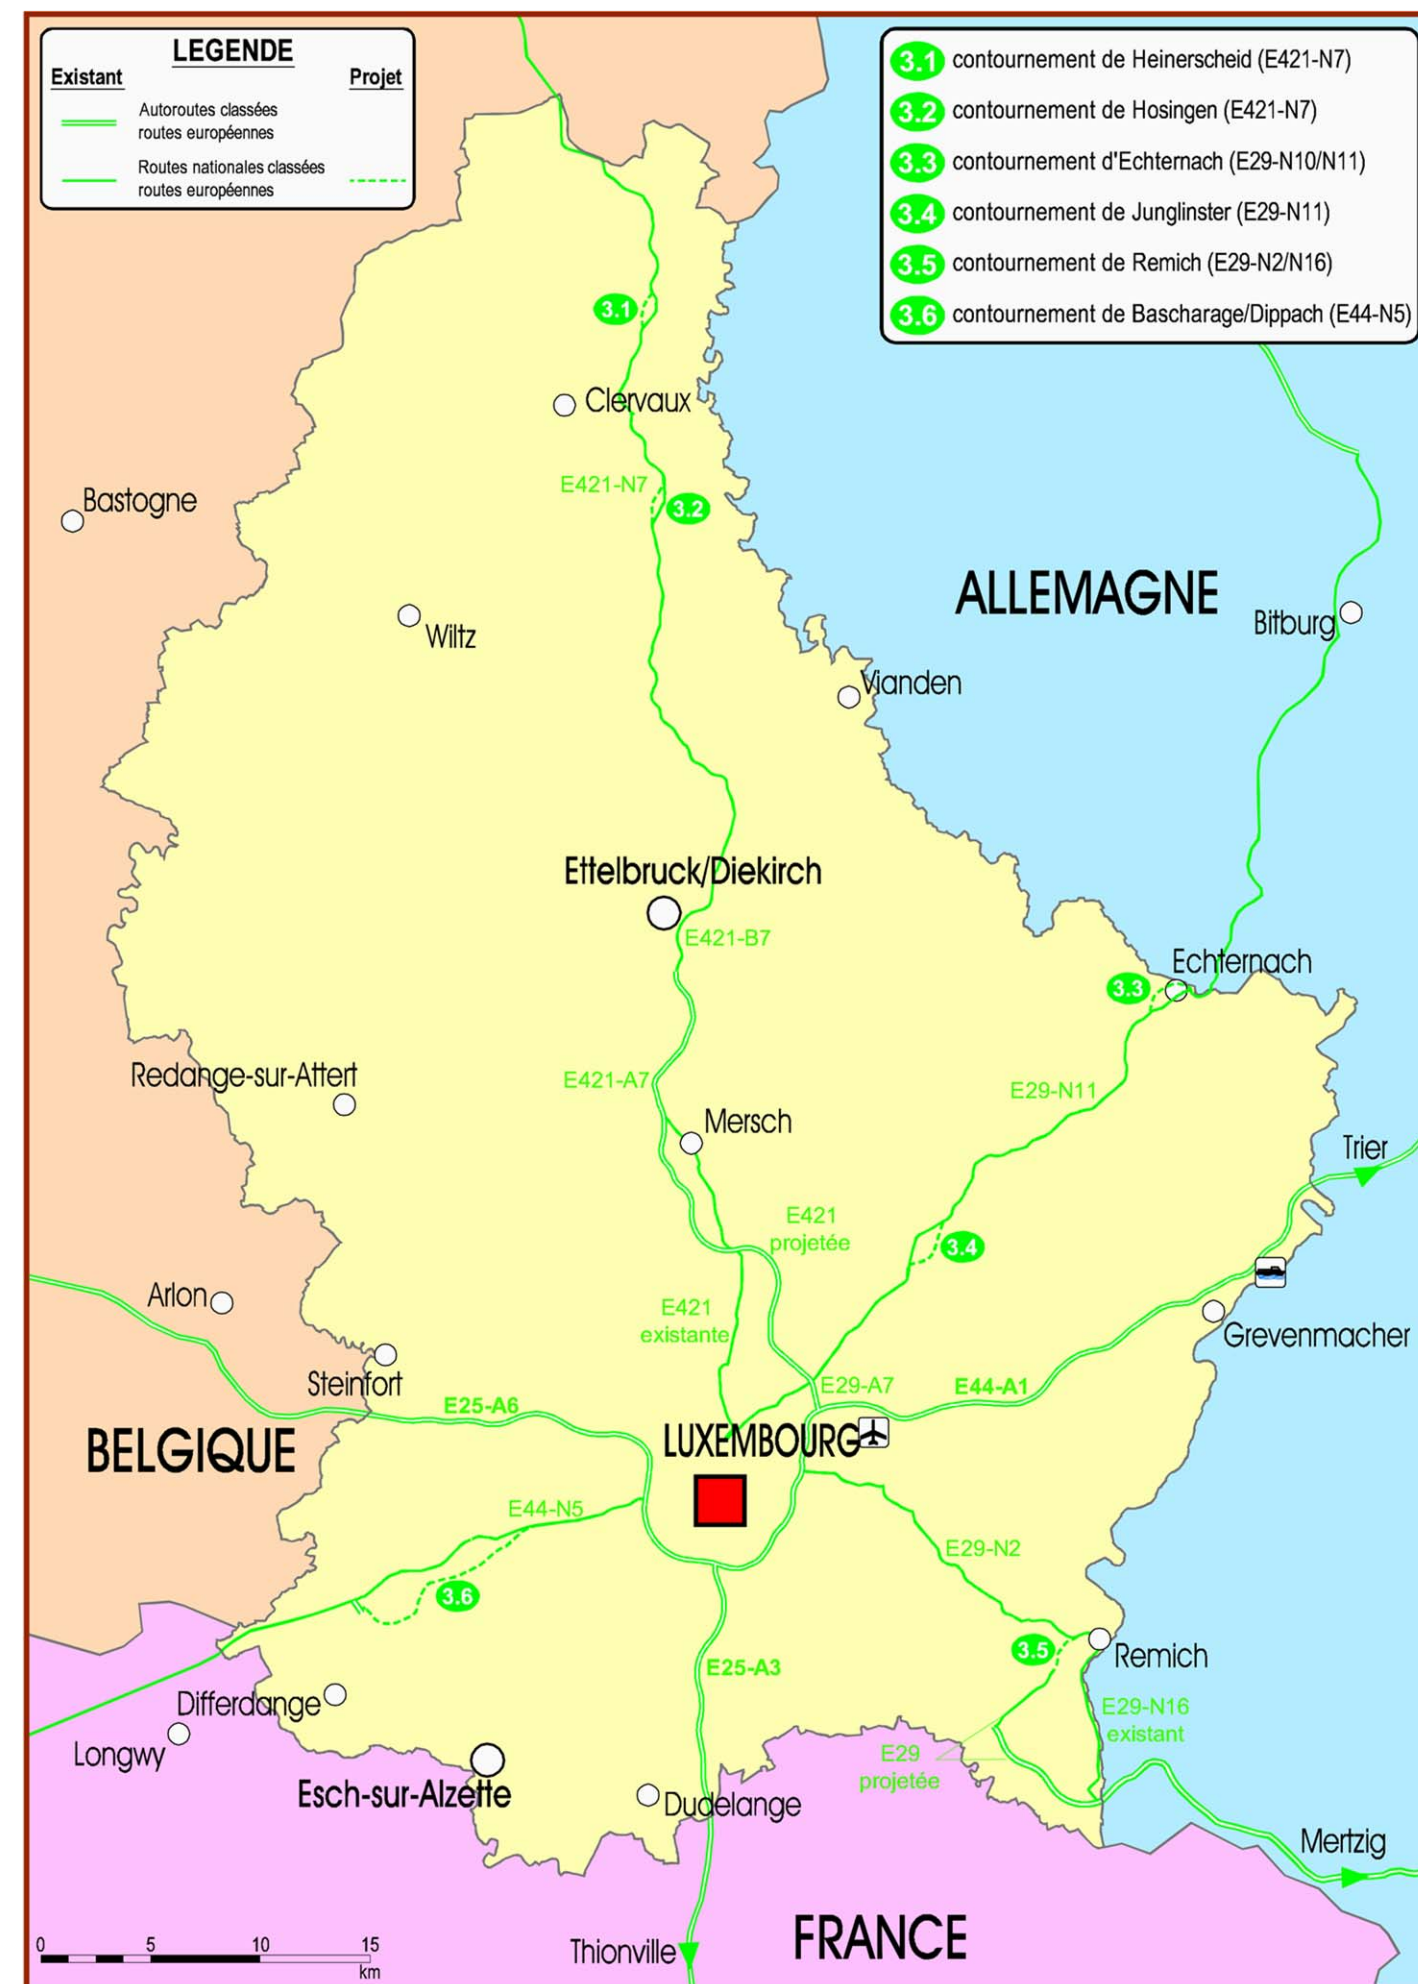 LEGENDE
Existant
Projet
Autoroutes classées
routes européennes
Routes nationales classées
routes européennes
3.1 contournement de Heinerscheid (E421-N7)
3.2 contournement de Hosingen (E421-N7)
3.3 contournement d'Echternach (E29-N10/N11)
3.4 contournement de Junglinster (E29-N11)
3.5 contournement de Remich (E29-N2/N16)
3.6 contournement de Bascharage/Dippach (E44-N5)
3.1
Clervaux
E421-N7
3.2
Bastogne
ALLEMAGNE
Bitburg
Wiltz
Vianden
Ettelbruck/Diekirch
E421-B7
Echternach
3.3
Redange-sur-Attert
E421-A7
E29-N11
Mersch
Trier
E421
projetée
3.4
Arlon
E421
existante
Grevenmacher
Steinfort
E29-A7
E44-A1
E25-A6
BELGIQUE
LUXEMBOURG
E44-N5
E29-N2
3.6
3.5
Remich
E25-A3
Differdange
E29-N16
existant
Longwy
E29
projetée
Esch-sur-Alzette
Dudelange
Mertzig
FRANCE
Thionville
0 5 10 15
km